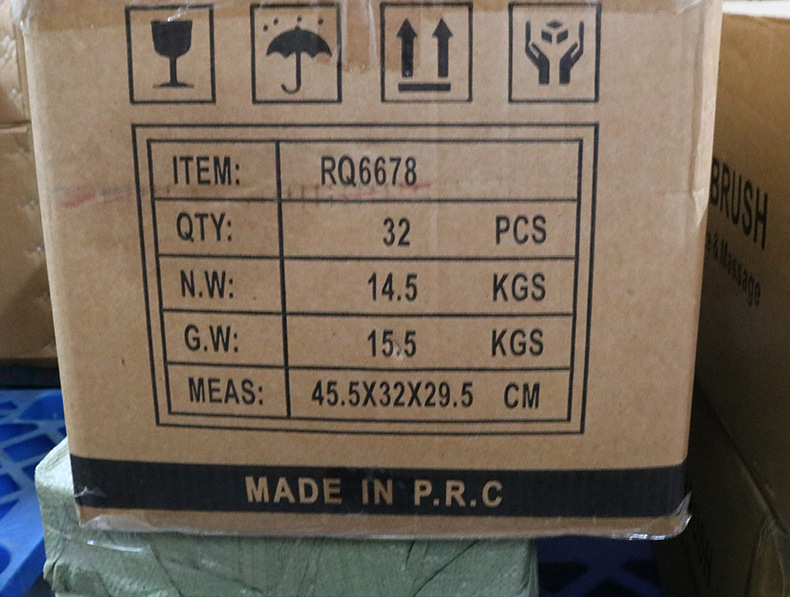 ITEM: RQ6678
QTY: 32 PCS
N.W: 14.5 KGS
G.W: 15.5 KGS
MEAS: 45.5X32X29.5 CM
MADE IN P.R.C
BRUSH
& Massage